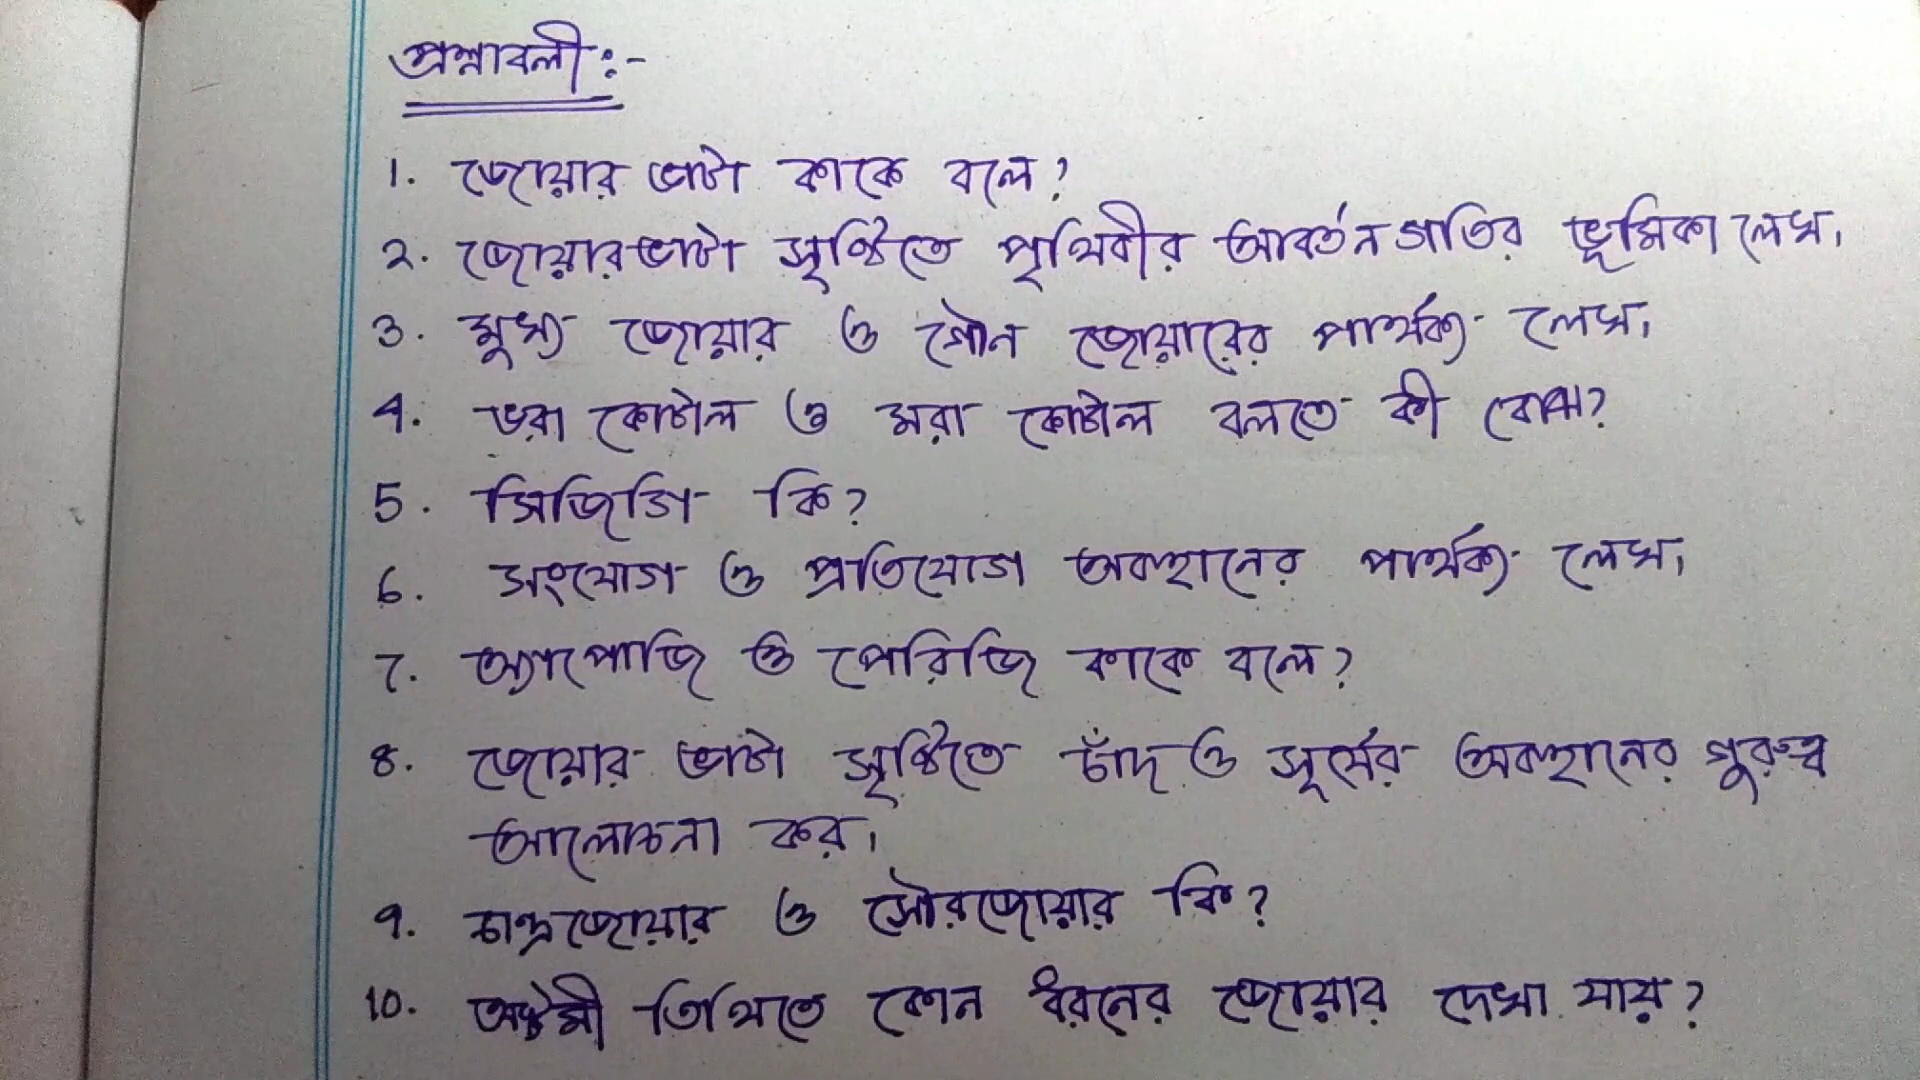 প্রশ্নাবলী:-
1. জোয়ার ভাটা কাকে বলে?
2. জোয়ারভাটা সৃষ্টিতে পৃথিবীর আবর্তন গতির ভূমিকা লেখ।
3. মুখ্য জোয়ার ও গৌন জোয়ারের পার্থক্য লেখ।
4. ভরা কোটাল ও মরা কোটাল বলতে কী বোঝ?
5. সিজিগি কি?
6. সংযোগ ও প্রতিযোগ অবস্থানের পার্থক্য লেখ।
7. অ্যাপোজি ও পেরিজি কাকে বলে?
8. জোয়ার ভাটা সৃষ্টিতে চাঁদ ও সূর্যের অবস্থানের গুরুত্ব
আলোচনা কর।
9. চান্দ্রজোয়ার ও সৌরজোয়ার কি?
10. অষ্টমী তিথিতে কোন ধরনের জোয়ার দেখা যায়?